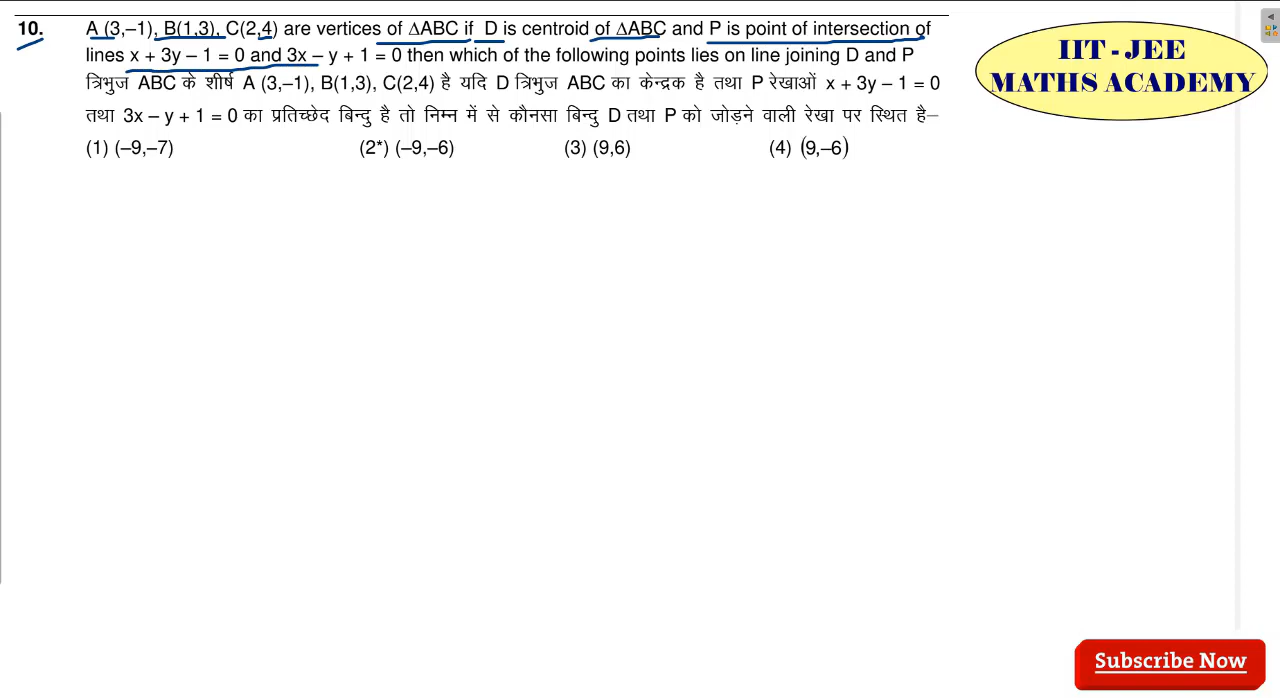 10. A (3,–1), B(1,3), C(2,4) are vertices of ∆ABC if D is centroid of ∆ABC and P is point of intersection of
lines x + 3y – 1 = 0 and 3x – y + 1 = 0 then which of the following points lies on line joining D and P
त्रिभुज ABC के शीर्ष A (3,–1), B(1,3), C(2,4) है यदि D त्रिभुज ABC का केन्द्रक है तथा P रेखाओं x + 3y – 1 = 0
तथा 3x – y + 1 = 0 का प्रतिच्छेद बिन्दु है तो निम्न में से कौनसा बिन्दु D तथा P को जोड़ने वाली रेखा पर स्थित है–
(1) (–9,–7) (2*) (–9,–6) (3) (9,6) (4) (9,–6)
IIT - JEE
MATHS ACADEMY
Subscribe Now